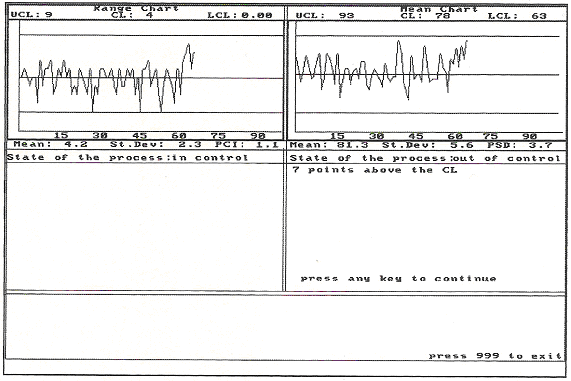 Range Chart
UCL: 9 CL: 4 LCL: 0.00
15 30 45 60 75 90
Mean: 4.2 St.Dev: 2.3 PCI: 1.1
State of the process:in control
Mean Chart
UCL: 93 CL: 78 LCL: 63
15 30 45 60 75 90
Mean: 81.3 St.Dev: 5.6 PSD: 3.7
State of the process:out of control
7 points above the CL
press any key to continue
press 999 to exit